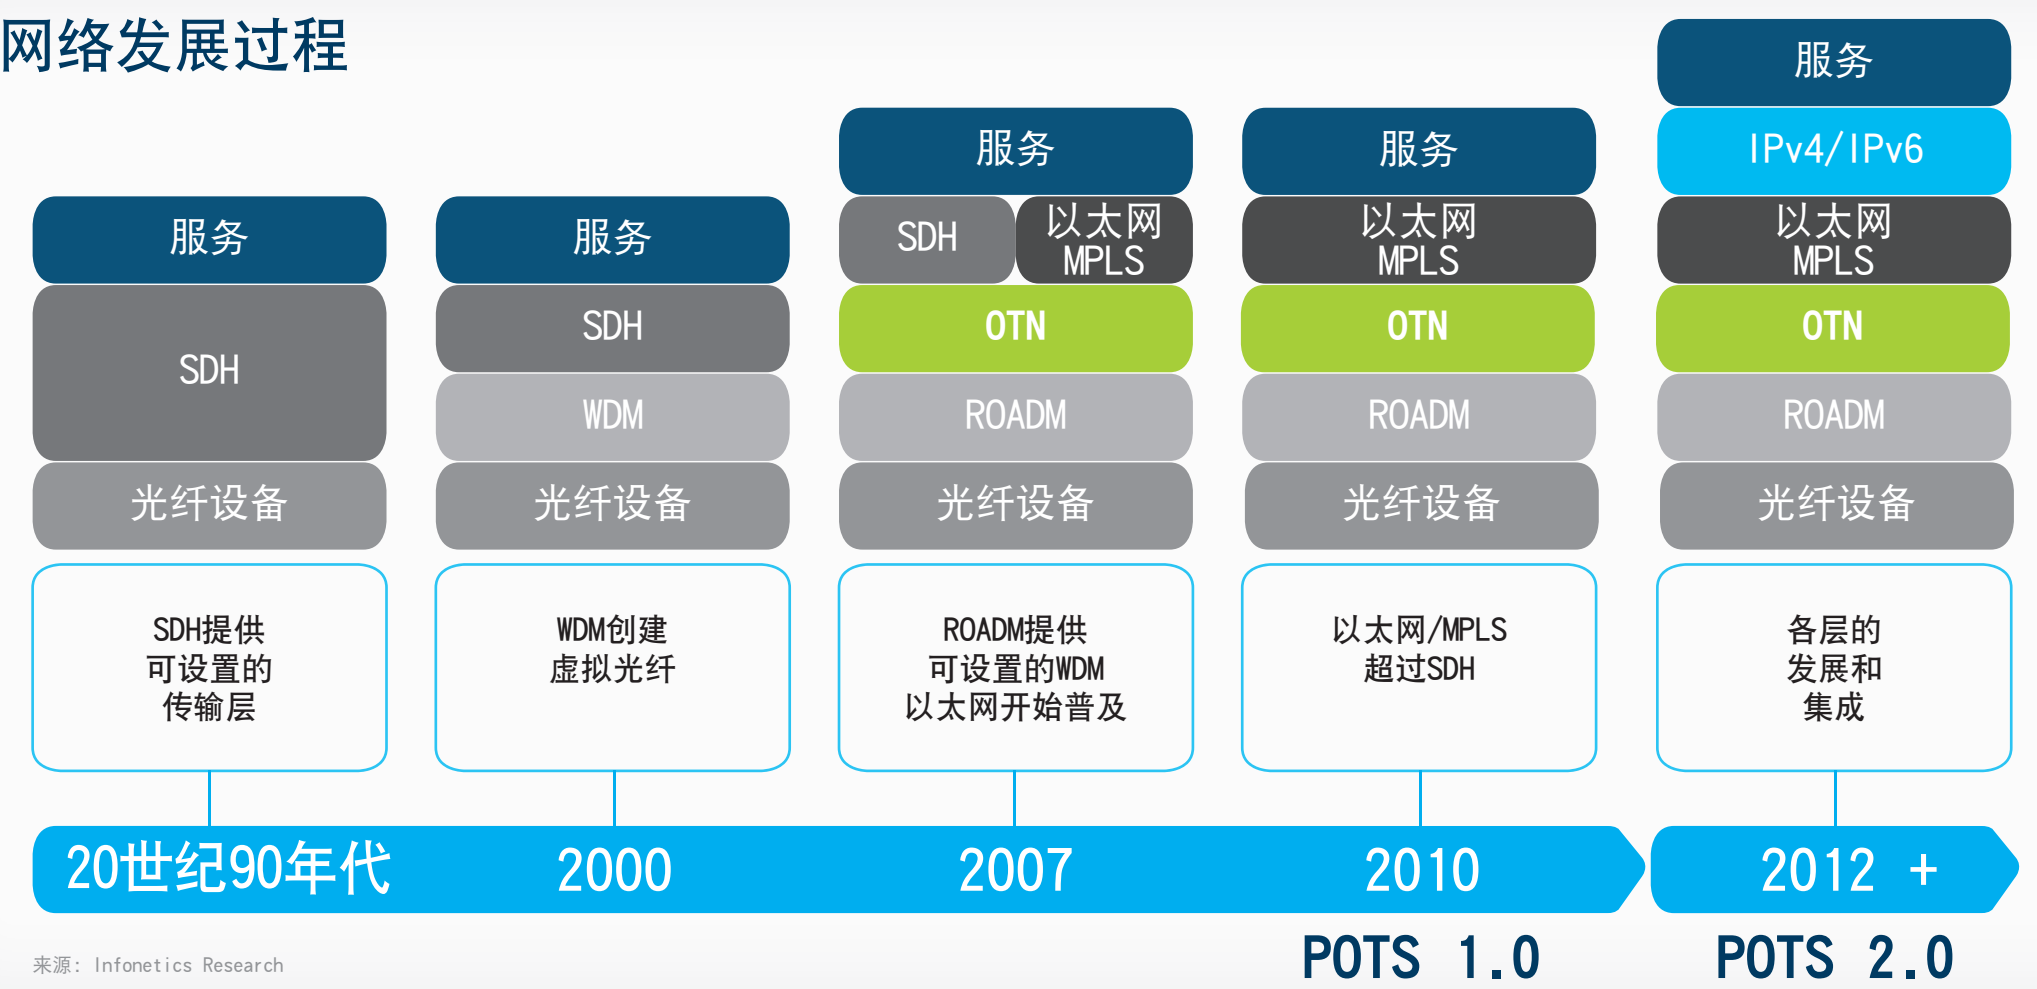 网络发展过程
服务
SDH
光纤设备
SDH提供
可设置的
传输层
20世纪90年代
服务
SDH
WDM
光纤设备
WDM创建
虚拟光纤
2000
服务
SDH
以太网
MPLS
OTN
ROADM
光纤设备
ROADM提供
可设置的WDM
以太网开始普及
2007
服务
以太网
MPLS
OTN
ROADM
光纤设备
以太网/MPLS
超过SDH
2010
POTS 1.0
服务
IPv4/IPv6
以太网
MPLS
OTN
ROADM
光纤设备
各层的
发展和
集成
2012 +
POTS 2.0
来源: Infonetics Research